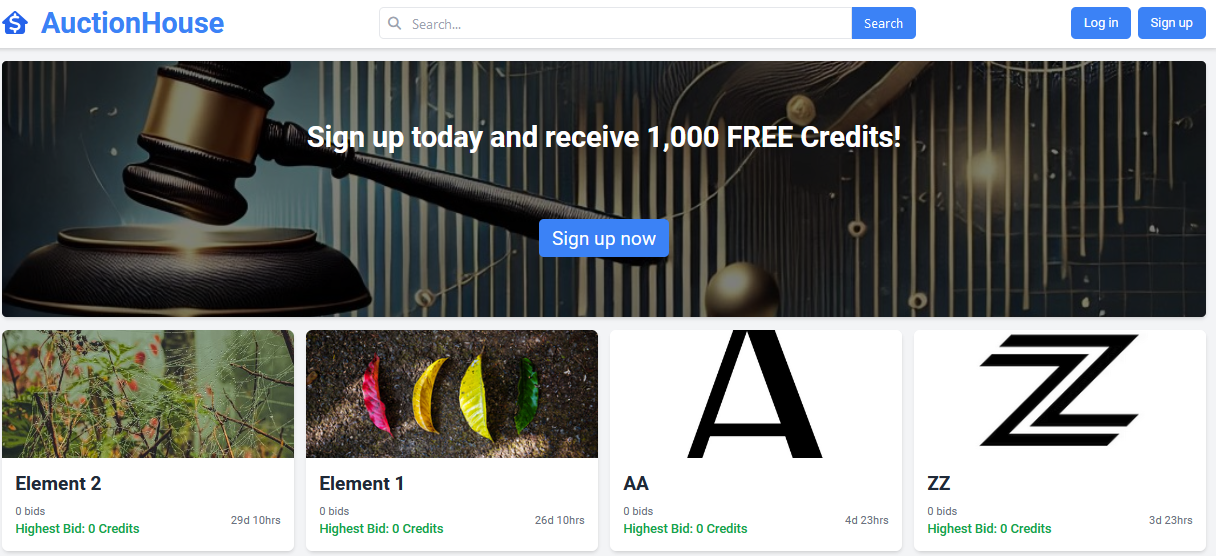 AuctionHouse
Search...
Search
Log in
Sign up
Sign up today and receive 1,000 FREE Credits!
Sign up now
A
Element 2
0 bids
Highest Bid: 0 Credits
29d 10hrs
Element 1
0 bids
Highest Bid: 0 Credits
26d 10hrs
AA
0 bids
Highest Bid: 0 Credits
4d 23hrs
ZZ
0 bids
Highest Bid: 0 Credits
3d 23hrs